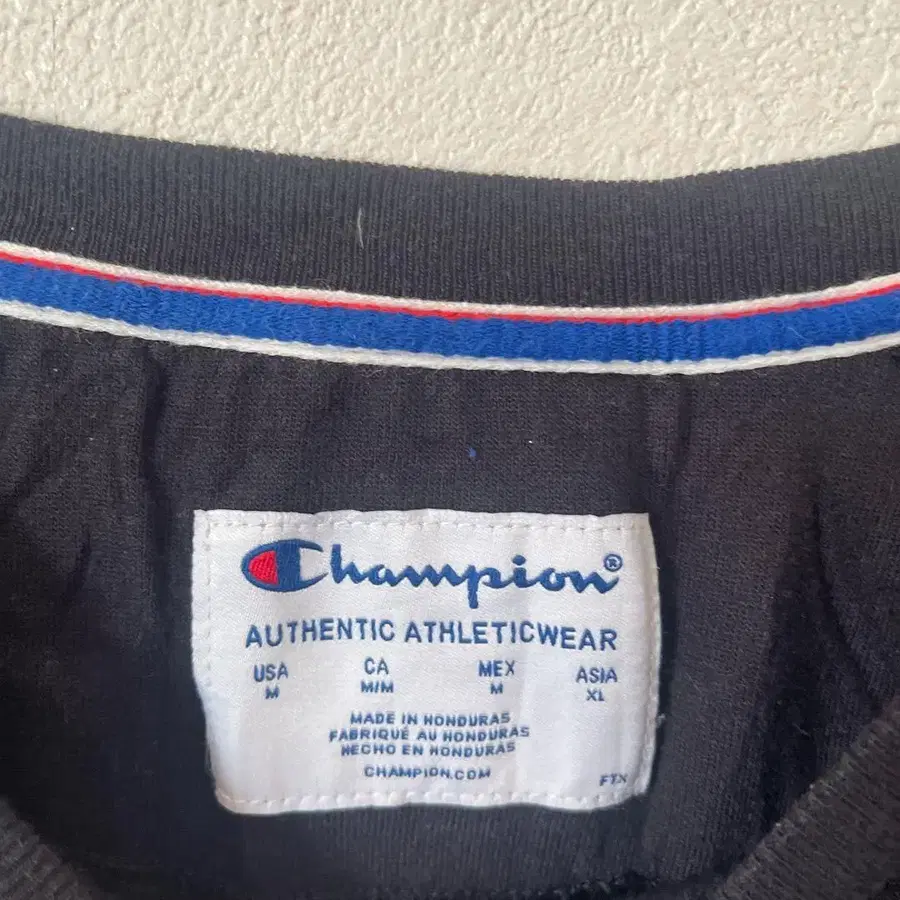 Champion®
AUTHENTIC ATHLETICWEAR
USA CA MEX ASIA
M M/M M XL
MADE IN HONDURAS
FABRIQUÉ AU HONDURAS
HECHO EN HONDURAS
CHAMPION.COM
FTX